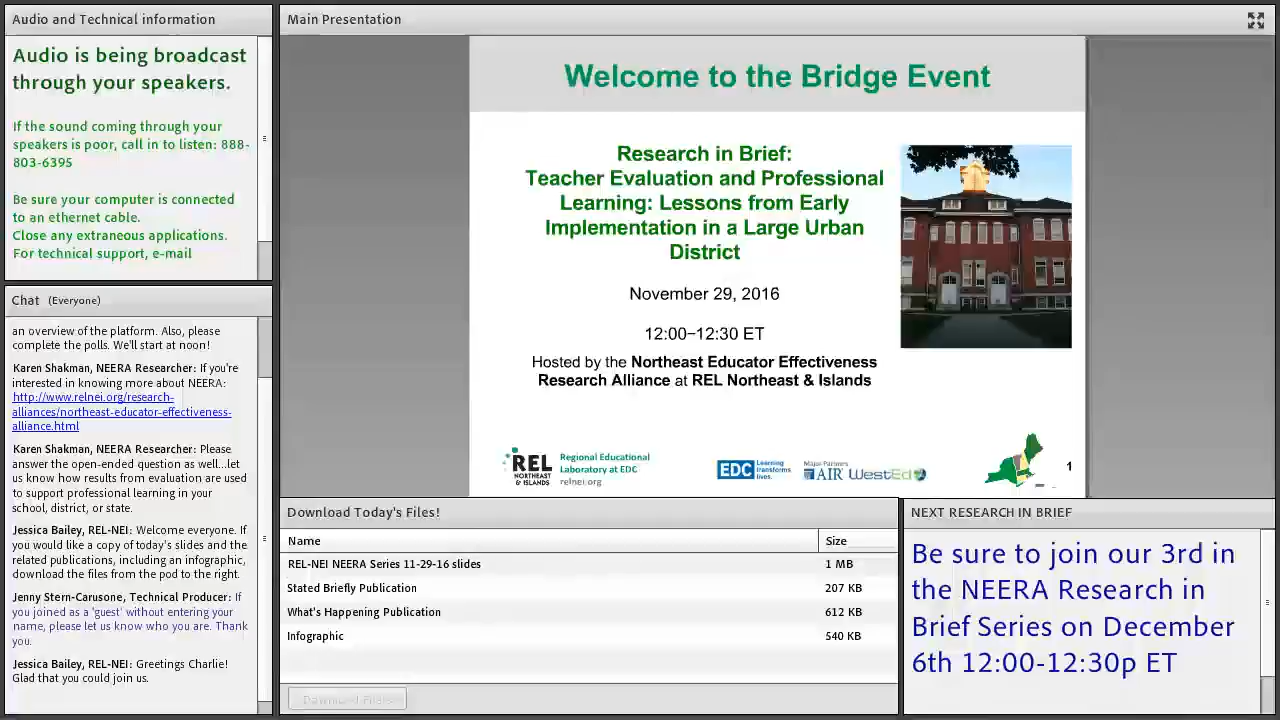 Audio and Technical information
Audio is being broadcast
through your speakers.
If the sound coming through your
speakers is poor, call in to listen: 888-
803-6395
Be sure your computer is connected
to an ethernet cable.
Close any extraneous applications.
For technical support, e-mail
Chat (Everyone)
an overview of the platform. Also, please
complete the polls. We'll start at noon!
Karen Shakman, NEERA Researcher: If you're
interested in knowing more about NEERA:
http://www.relnei.org/research-
alliances/northeast-educator-effectiveness-
alliance.html
Karen Shakman, NEERA Researcher: Please
answer the open-ended question as well...let
us know how results from evaluation are used
to support professional learning in your
school, district, or state.
Jessica Bailey, REL-NEI: Welcome everyone. If
you would like a copy of today's slides and the
related publications, including an infographic,
download the files from the pod to the right.
Jenny Stern-Carusone, Technical Producer: If
you joined as a 'guest' without entering your
name, please let us know who you are. Thank
you.
Jessica Bailey, REL-NEI: Greetings Charlie!
Glad that you could join us.
Main Presentation
Welcome to the Bridge Event
Research in Brief:
Teacher Evaluation and Professional
Learning: Lessons from Early
Implementation in a Large Urban
District
November 29, 2016
12:00–12:30 ET
Hosted by the Northeast Educator Effectiveness
Research Alliance at REL Northeast & Islands
REL
NORTHEAST
& ISLANDS
Regional Educational
Laboratory at EDC
relnei.org
EDC Learning
transforms
lives.
Major Partners
AIR WestEd
1
Download Today's Files!
Name Size
REL-NEI NEERA Series 11-29-16 slides 1 MB
Stated Briefly Publication 207 KB
What's Happening Publication 612 KB
Infographic 540 KB
Download File(s)
NEXT RESEARCH IN BRIEF
Be sure to join our 3rd in
the NEERA Research in
Brief Series on December
6th 12:00-12:30p ET